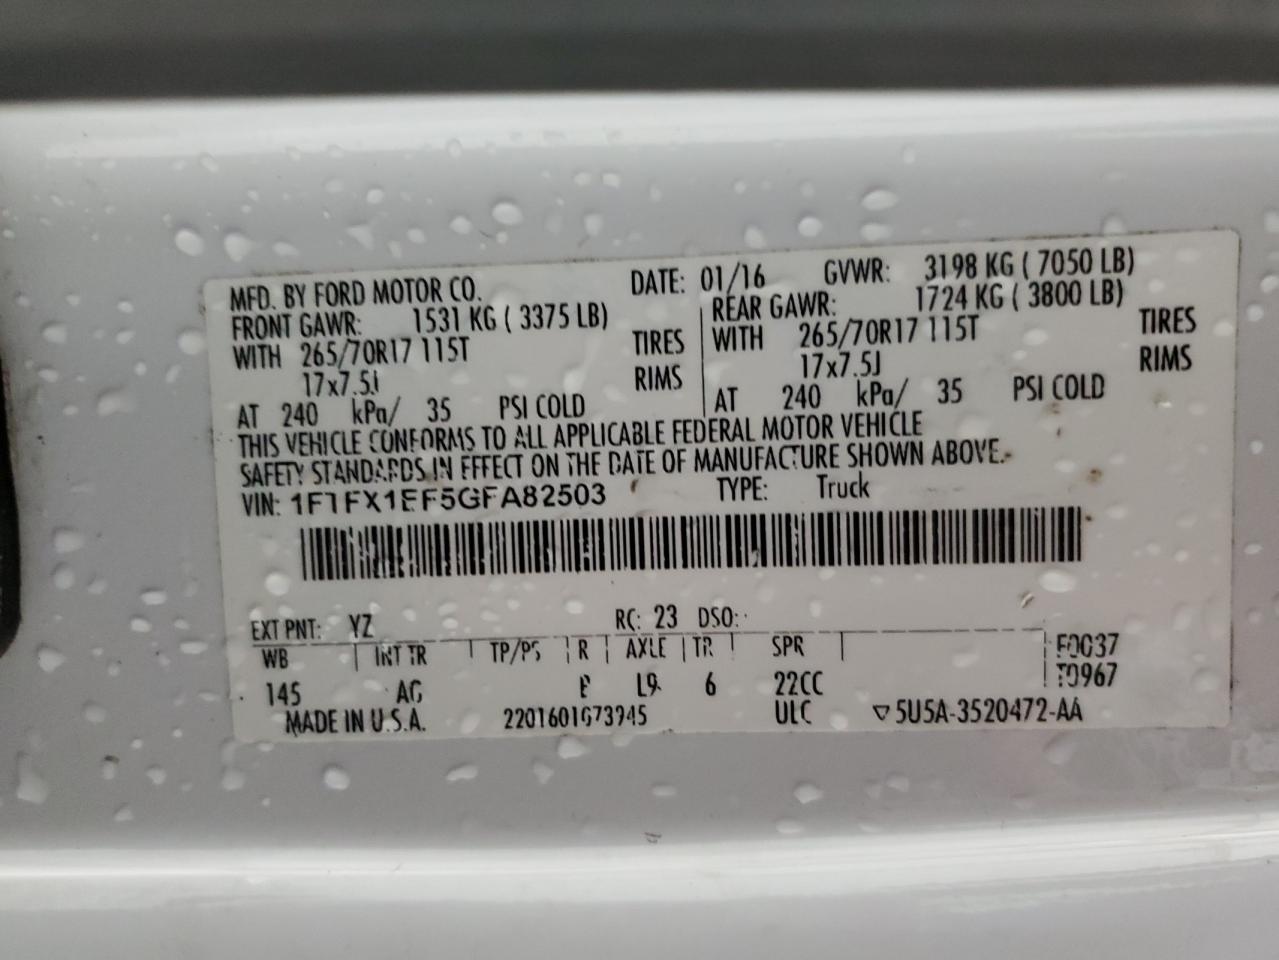 MFD. BY FORD MOTOR CO. DATE: 01/16 GVWR: 3198 KG ( 7050 LB)
FRONT GAWR: 1531 KG ( 3375 LB) REAR GAWR: 1724 KG ( 3800 LB)
WITH 265/70R17 115T TIRES WITH 265/70R17 115T TIRES
17x7.5J RIMS 17x7.5J RIMS
AT 240 kPa/ 35 PSI COLD AT 240 kPa/ 35 PSI COLD
THIS VEHICLE CONFORMS TO ALL APPLICABLE FEDERAL MOTOR VEHICLE
SAFETY STANDARDS IN EFFECT ON THE DATE OF MANUFACTURE SHOWN ABOVE.
VIN: 1FTFX1EF5GFA82503 TYPE: Truck
EXT PNT: YZ RC: 23 DSO:
WB INT TR TP/PS R AXLE TR SPR F0037
145 AG L9 6 22CC T0967
MADE IN U.S.A. 2201601673945 ULC ▽5U5A-3520472-AA